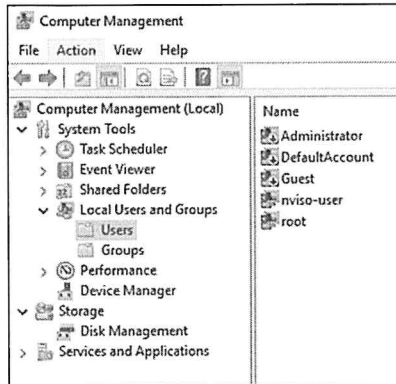 Computer Management
File Action View Help
Computer Management (Local)
System Tools
Task Scheduler
Event Viewer
Shared Folders
Local Users and Groups
Users
Groups
Performance
Device Manager
Storage
Disk Management
Services and Applications
Name
Administrator
DefaultAccount
Guest
nviso-user
root